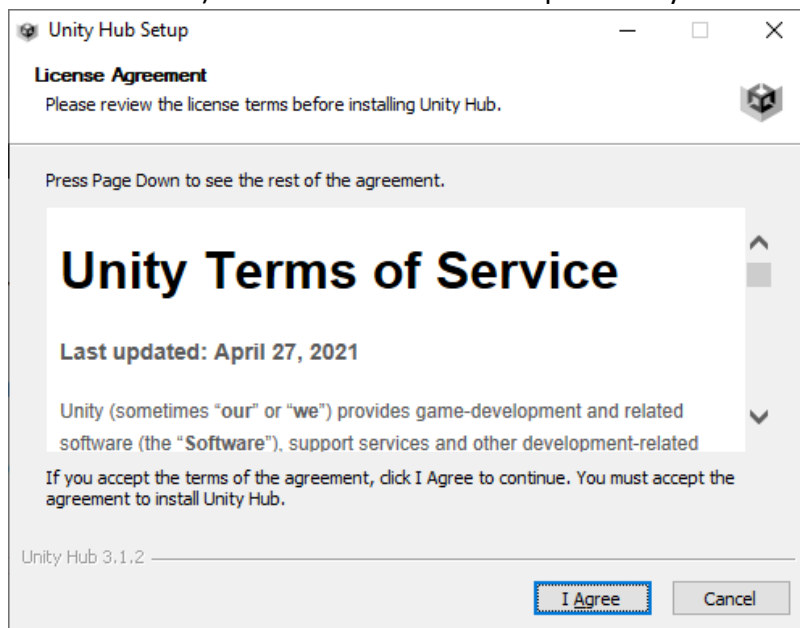 Unity Hub Setup
License Agreement
Please review the license terms before installing Unity Hub.
Press Page Down to see the rest of the agreement.
Unity Terms of Service
Last updated: April 27, 2021
Unity (sometimes “our” or “we”) provides game-development and related
software (the “Software”), support services and other development-related
If you accept the terms of the agreement, click I Agree to continue. You must accept the
agreement to install Unity Hub.
Unity Hub 3.1.2
I Agree
Cancel